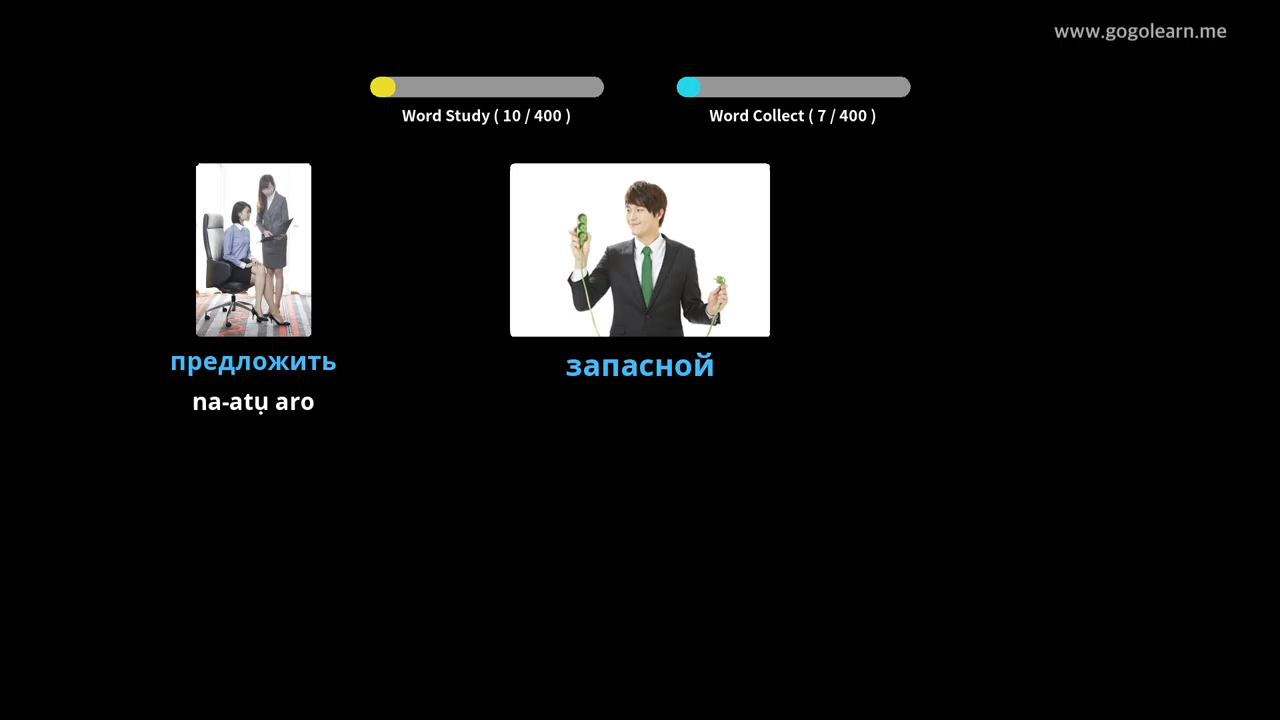 www.gogolearn.me
Word Study ( 10 / 400 )
Word Collect ( 7 / 400 )
предложить
na-atụ aro
запасной